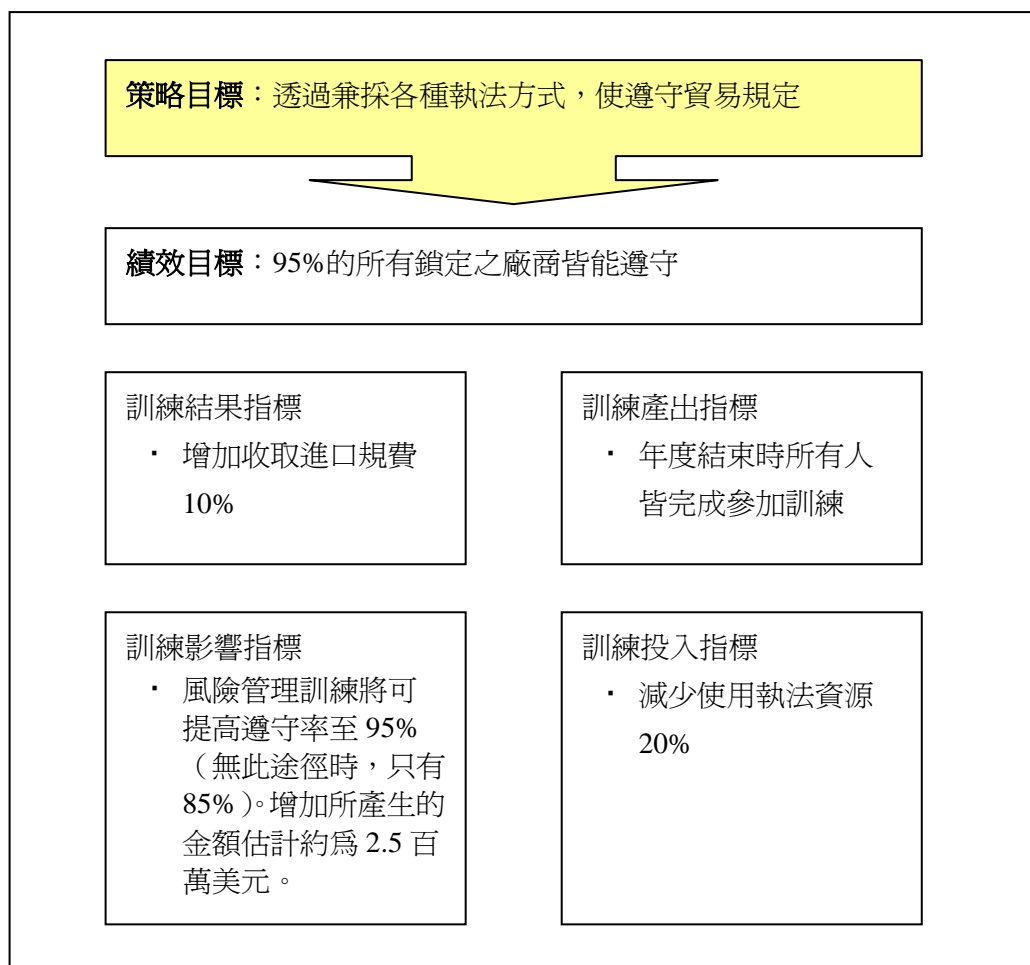 策略目標：透過兼採各種執法方式，使遵守貿易規定
績效目標：95%的所有鎖定之廠商皆能遵守
訓練結果指標
· 增加收取進口規費
10%
訓練產出指標
· 年度結束時所有人
皆完成參加訓練
訓練影響指標
· 風險管理訓練將可
提高遵守率至 95%
（無此途徑時，只有
85%）。增加所產生的
金額估計約為 2.5 百
萬美元。
訓練投入指標
· 減少使用執法資源
20%